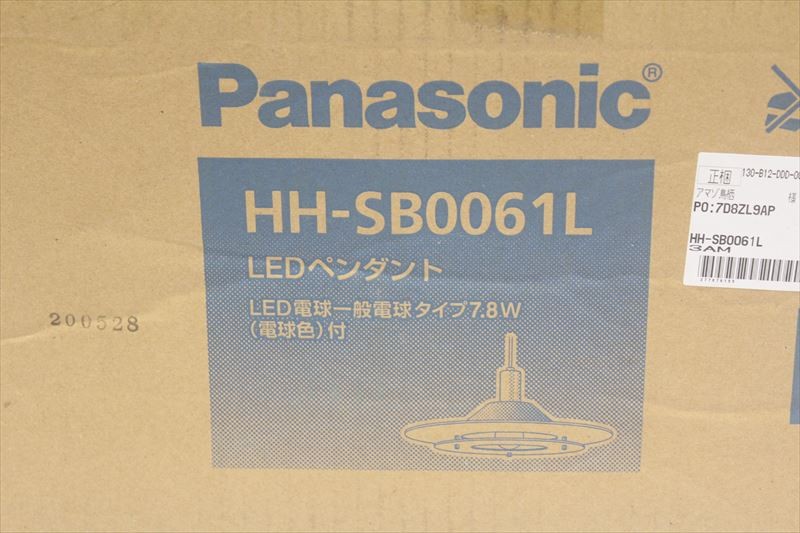 Panasonic®
HH-SB0061L
LEDペンダント
LED電球一般電球タイプ7.8W
(電球色)付
200528
正梱 130-B12-DDD-
アマゾ鳥栖 様
PO:7D8ZL9AP
HH-SB0061L
3AM